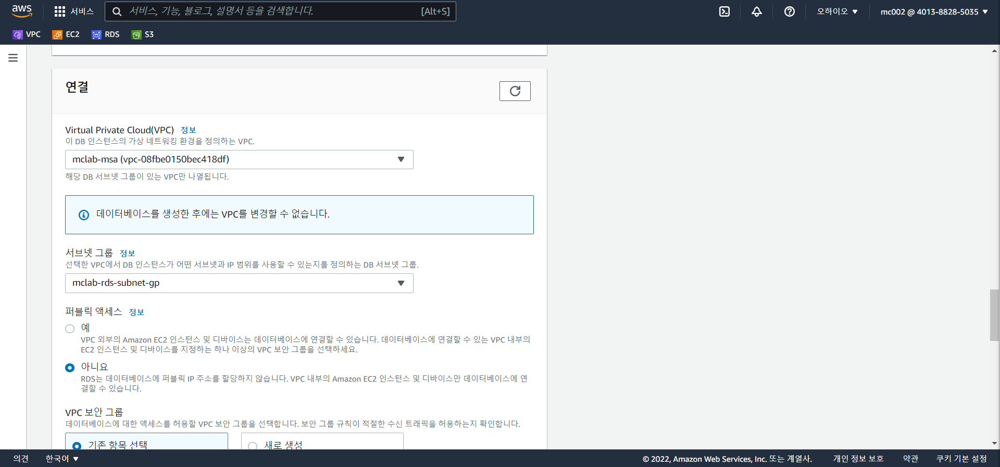 aws
서비스
서비스, 기능, 블로그, 설명서 등을 검색합니다.
[Alt+S]
오하이오 ▼
mc002 @ 4013-8828-5035 ▼
VPC
EC2
RDS
S3
연결
Virtual Private Cloud(VPC) 정보
이 DB 인스턴스의 가상 네트워킹 환경을 정의하는 VPC.
mclab-msa (vpc-08fbe0150bec418df)
해당 DB 서브넷 그룹이 있는 VPC만 나열됩니다.
데이터베이스를 생성한 후에는 VPC를 변경할 수 없습니다.
서브넷 그룹 정보
선택한 VPC에서 DB 인스턴스가 어떤 서브넷과 IP 범위를 사용할 수 있는지를 정의하는 DB 서브넷 그룹.
mclab-rds-subnet-gp
퍼블릭 액세스 정보
예
VPC 외부의 Amazon EC2 인스턴스 및 디바이스는 데이터베이스에 연결할 수 있습니다. 데이터베이스에 연결할 수 있는 VPC 내부의
EC2 인스턴스 및 디바이스를 지정하는 하나 이상의 VPC 보안 그룹을 선택하세요.
아니요
RDS는 데이터베이스에 퍼블릭 IP 주소를 할당하지 않습니다. VPC 내부의 Amazon EC2 인스턴스 및 디바이스만 데이터베이스에 연
결할 수 있습니다.
VPC 보안 그룹
데이터베이스에 대한 액세스를 허용할 VPC 보안 그룹을 선택합니다. 보안 그룹 규칙이 적절한 수신 트래픽을 허용하는지 확인합니다.
기존 항목 선택
새로 생성
의견
한국어 ▼
© 2022, Amazon Web Services, Inc. 또는 계열사.
개인 정보 보호
약관
쿠키 기본 설정